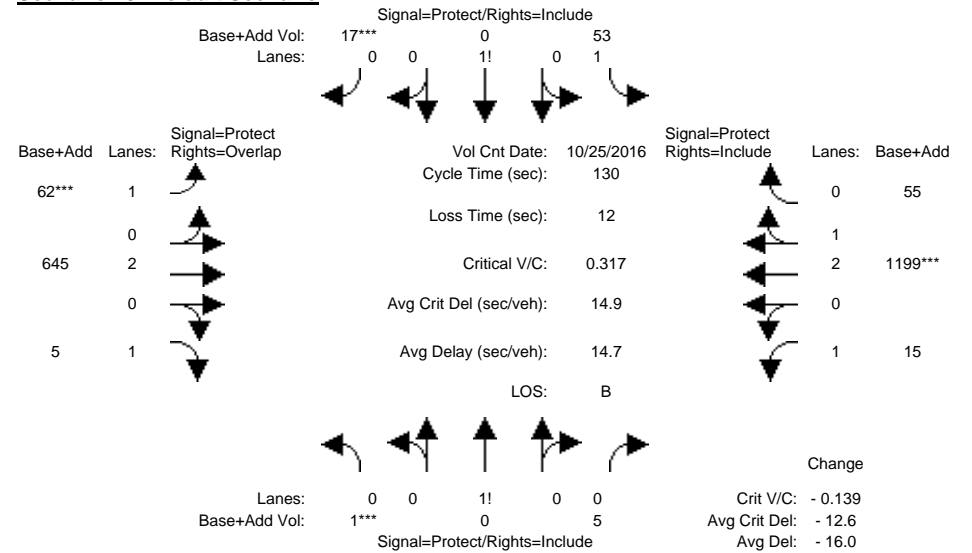 Signal=Protect/Rights=Include
Base+Add Vol: 17*** 0 53
Lanes: 0 0 1! 0 1
Signal=Protect Signal=Protect
Base+Add Lanes: Rights=Overlap Vol Cnt Date: 10/25/2016 Rights=Include Lanes: Base+Add
Cycle Time (sec): 130
62*** 1 0 55
Loss Time (sec): 12
0 1
645 2 Critical V/C: 0.317 2 1199***
0 Avg Crit Del (sec/veh): 14.9 0
5 1 Avg Delay (sec/veh): 14.7 1 15
LOS: B
Change
Lanes: 0 0 1! 0 0 Crit V/C: - 0.139
Base+Add Vol: 1*** 0 5 Avg Crit Del: - 12.6
Signal=Protect/Rights=Include Avg Del: - 16.0